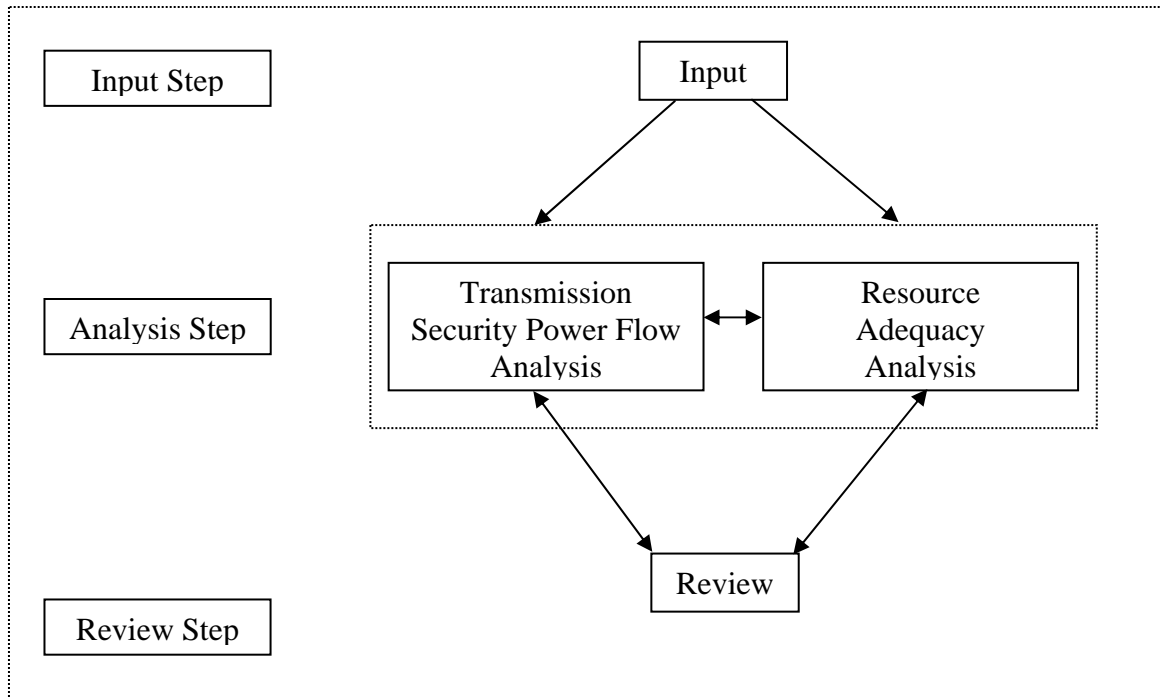 Input Step
Input
Analysis Step
Transmission
Security Power Flow
Analysis
Resource
Adequacy
Analysis
Review
Review Step